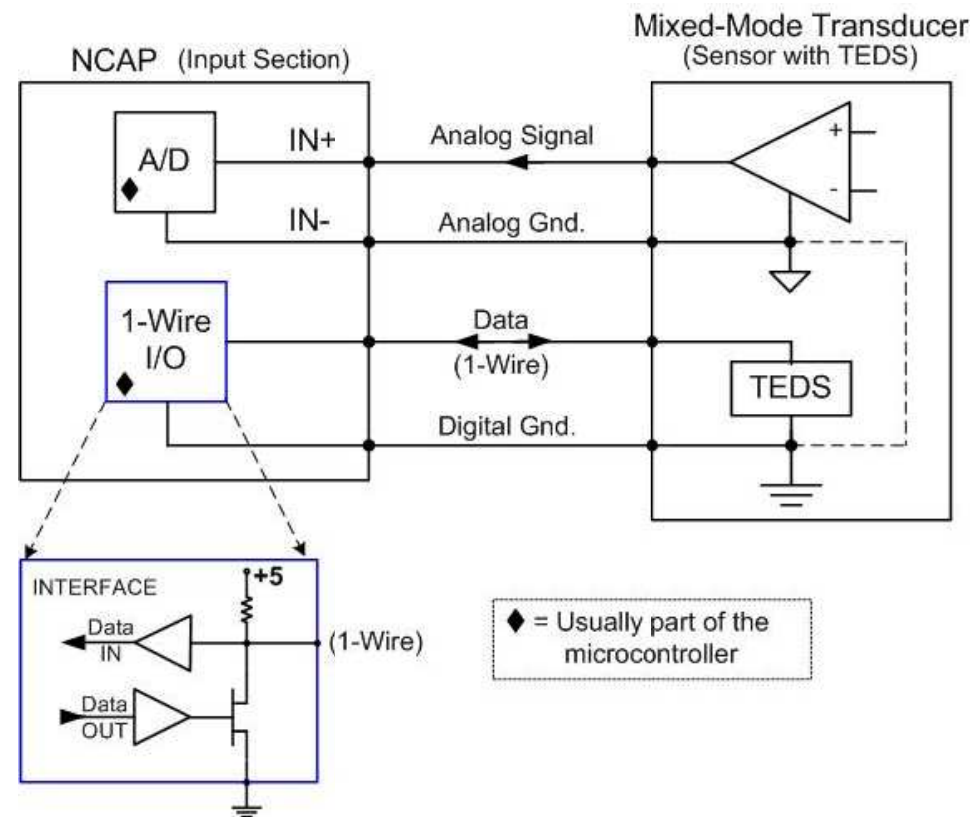 Mixed-Mode Transducer
(Sensor with TEDS)
NCAP (Input Section)
A/D
IN+
Analog Signal
+
-
IN-
Analog Gnd.
1-Wire
I/O
Data
(1-Wire)
TEDS
Digital Gnd.
INTERFACE
+5
Data
IN
(1-Wire)
Data
OUT
♦ = Usually part of the
microcontroller